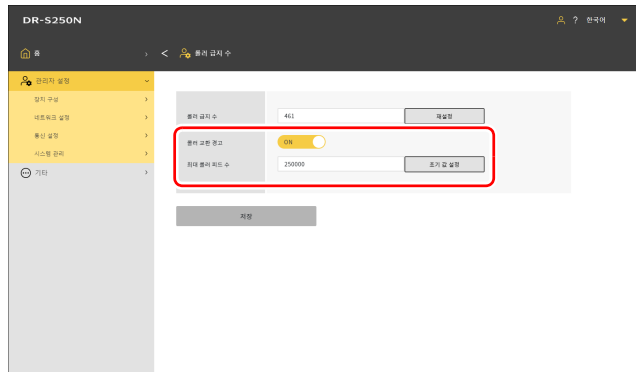 DR-S250N
? 한국어
홈
롤러 급지 수
관리자 설정
장치 구성
네트워크 설정
통신 설정
시스템 관리
기타
롤러 급지 수 461 재설정
롤러 교환 경고 ON
최대 롤러 피드 수 250000 초기 값 설정
저장